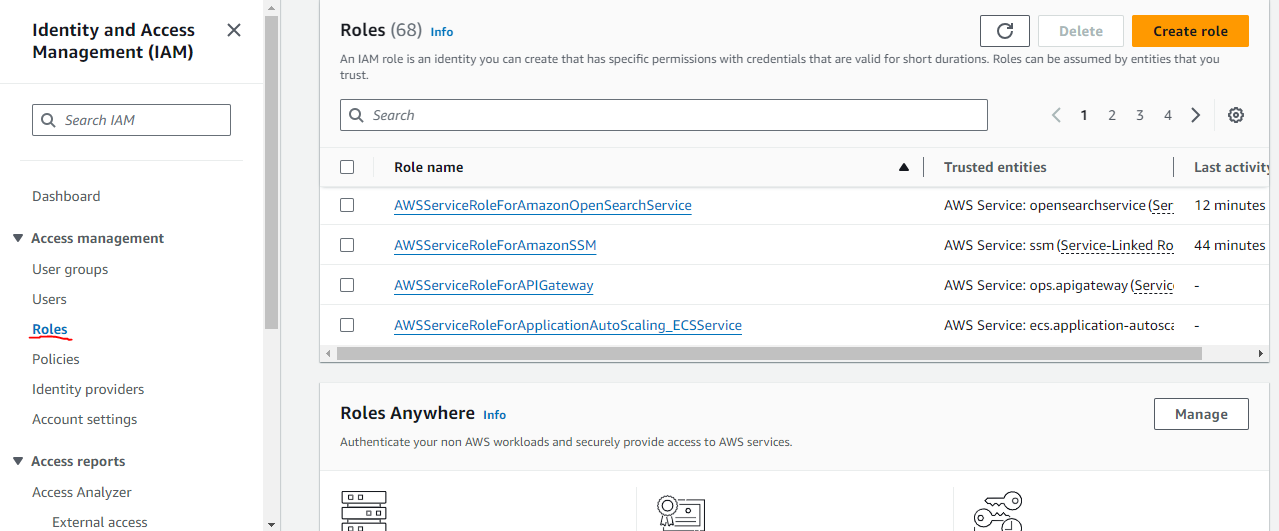 Identity and Access
Management (IAM)
Search IAM
Dashboard
Access management
User groups
Users
Roles
Policies
Identity providers
Account settings
Access reports
Access Analyzer
External access
Roles (68) Info
Delete
Create role
An IAM role is an identity you can create that has specific permissions with credentials that are valid for short durations. Roles can be assumed by entities that you
trust.
Search
1 2 3 4
Role name Trusted entities Last activity
AWSServiceRoleForAmazonOpenSearchService AWS Service: opensearchservice (Ser 12 minutes
AWSServiceRoleForAmazonSSM AWS Service: ssm (Service-Linked Ro 44 minutes
AWSServiceRoleForAPIGateway AWS Service: ops.apigateway (Servic -
AWSServiceRoleForApplicationAutoScaling_ECSService AWS Service: ecs.application-autosca -
Roles Anywhere Info
Manage
Authenticate your non AWS workloads and securely provide access to AWS services.